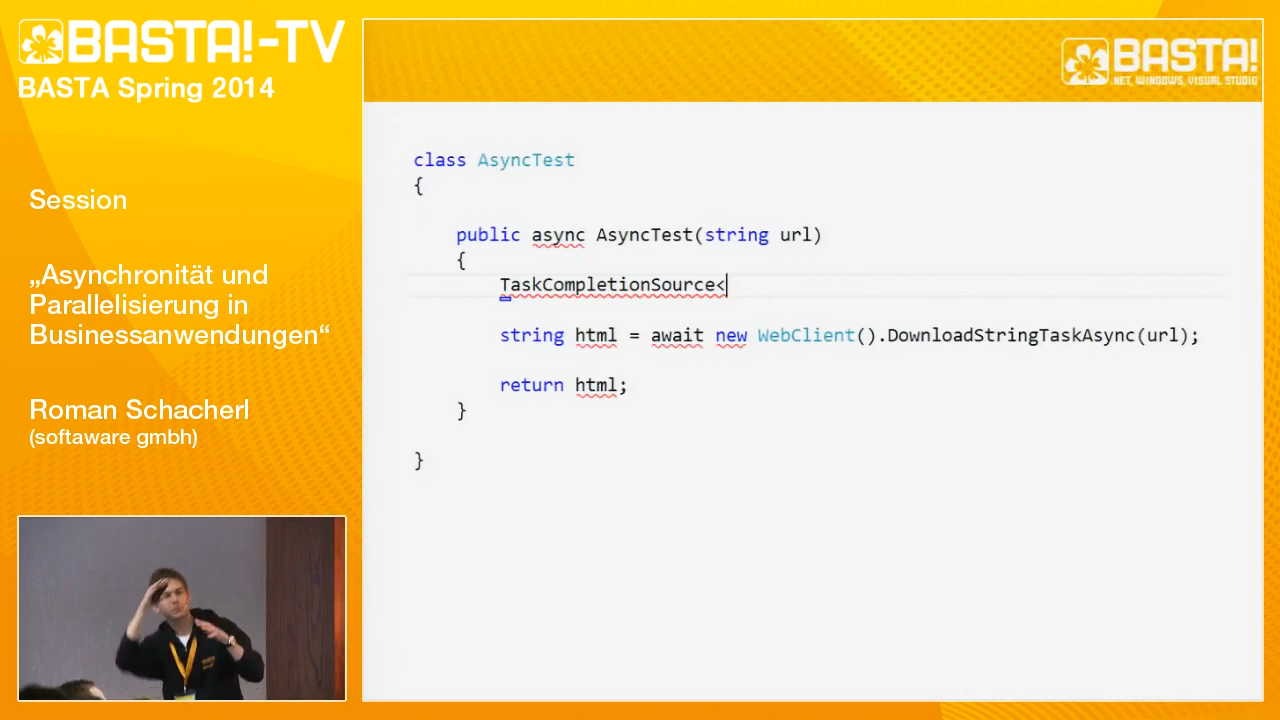 BASTA!-TV
BASTA Spring 2014
Session
„Asynchronität und
Parallelisierung in
Businessanwendungen“
Roman Schacherl
(softaware gmbh)
BASTA!
.NET, WINDOWS, VISUAL STUDIO
class AsyncTest
{
public async AsyncTest(string url)
{
TaskCompletionSource<
string html = await new WebClient().DownloadStringTaskAsync(url);
return html;
}
}